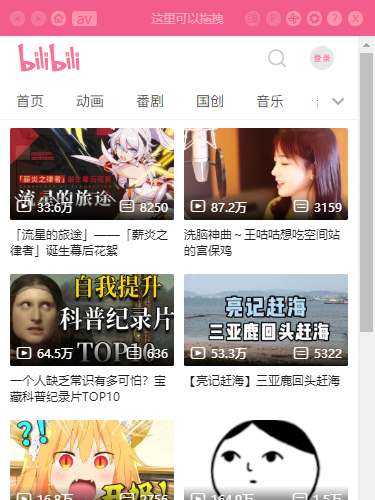 av
这里可以拖拽
bilibili
登录
首页
动画
番剧
国创
音乐
「薪炎之律者」诞生幕后花絮
流星的旅途
33.6万
8250
87.2万
3159
「流星的旅途」——「薪炎之
律者」诞生幕后花絮
洗脑神曲～王咕咕想吃空间站
的宫保鸡
自我提升
科普纪录片
TOP10
64.5万
636
亮记赶海
三亚鹿回头赶海
53.3万
5322
一个人缺乏常识有多可怕？宝
藏科普纪录片TOP10
【亮记赶海】三亚鹿回头赶海
?!
16.8万
2756
164.9万
1.5万